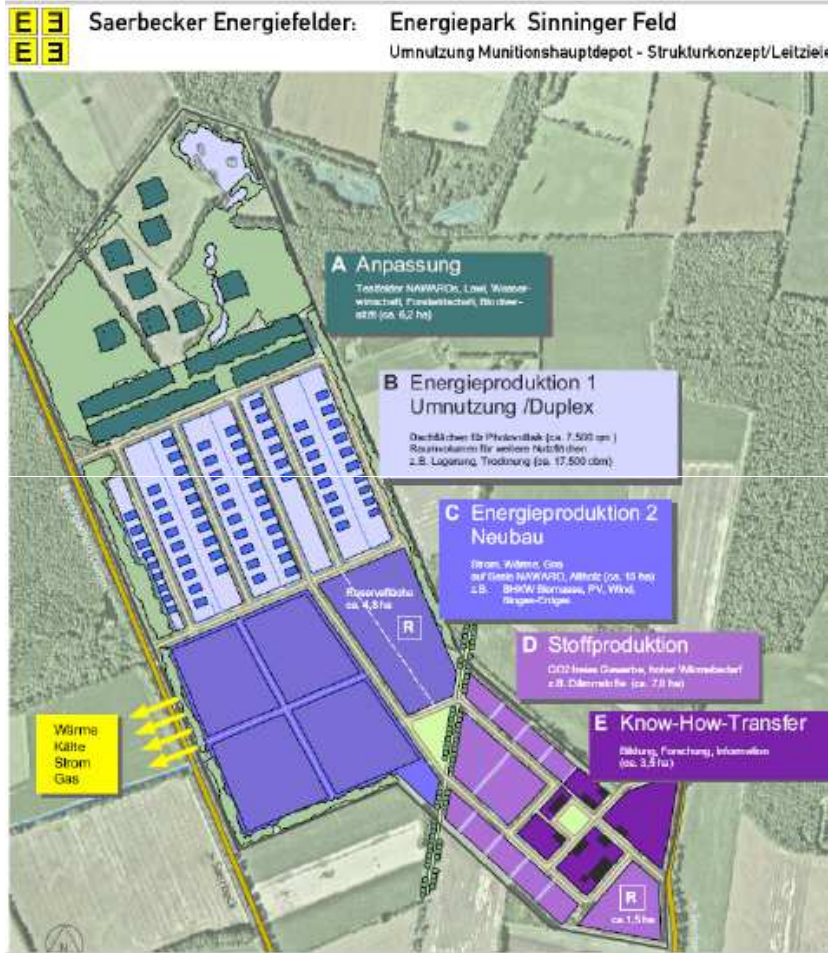 Saerbecker Energiefelder: Energiepark Sinninger Feld
Umnutzung Munitionshauptdepot - Strukturkonzept/Leitziele
A Anpassung
Testfelder NAWAROs, Lawi, Wasser-
wirtschaft, Forstwirtschaft, Biodiver-
sität (ca. 6,2 ha)
B Energieproduktion 1
Umnutzung /Duplex
Dachflächen für Photovoltaik (ca. 7.500 qm )
Raumvolumen für weitere Nutzflächen
z.B. Lagerung, Trocknung (ca. 17.500 cbm)
C Energieproduktion 2
Neubau
Strom, Wärme, Gas
auf Basis NAWARO, Altholz (ca. 15 ha)
z.B. BHKW Biomasse, PV, Wind,
Biogas-Erdgas
Reservefläche
ca. 4,8 ha
R
D Stoffproduktion
CO2 freies Gewerbe, hoher Wärmebedarf
z.B. Dämmstoffe (ca. 7,0 ha)
E Know-How-Transfer
Bildung, Forschung, Information
(ca. 3,5 ha)
Wärme
Kälte
Strom
Gas
R
ca. 1,5 ha
N